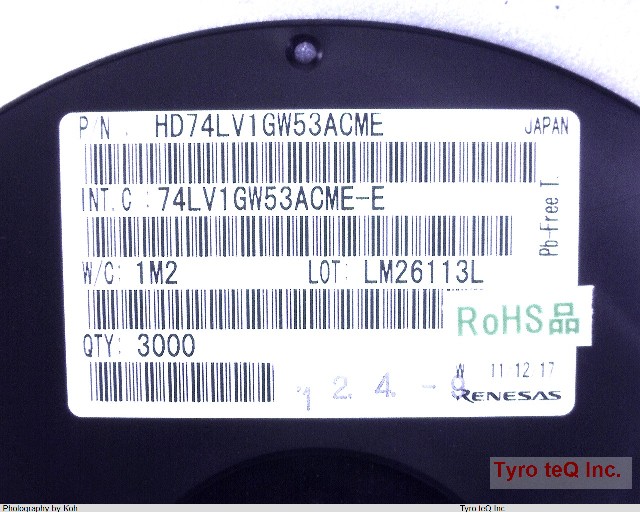 P/N : HD74LV1GW53ACME
JAPAN
INT.C :74LV1GW53ACME-E
Pb-Free T.
W/C: 1M2 LOT: LM26113L
RoHS品
QTY: 3000
W 11 12 17
1 2 4 - 9
RENESAS
Tyro teQ Inc.
Photography by Koh
Tyro teQ Inc